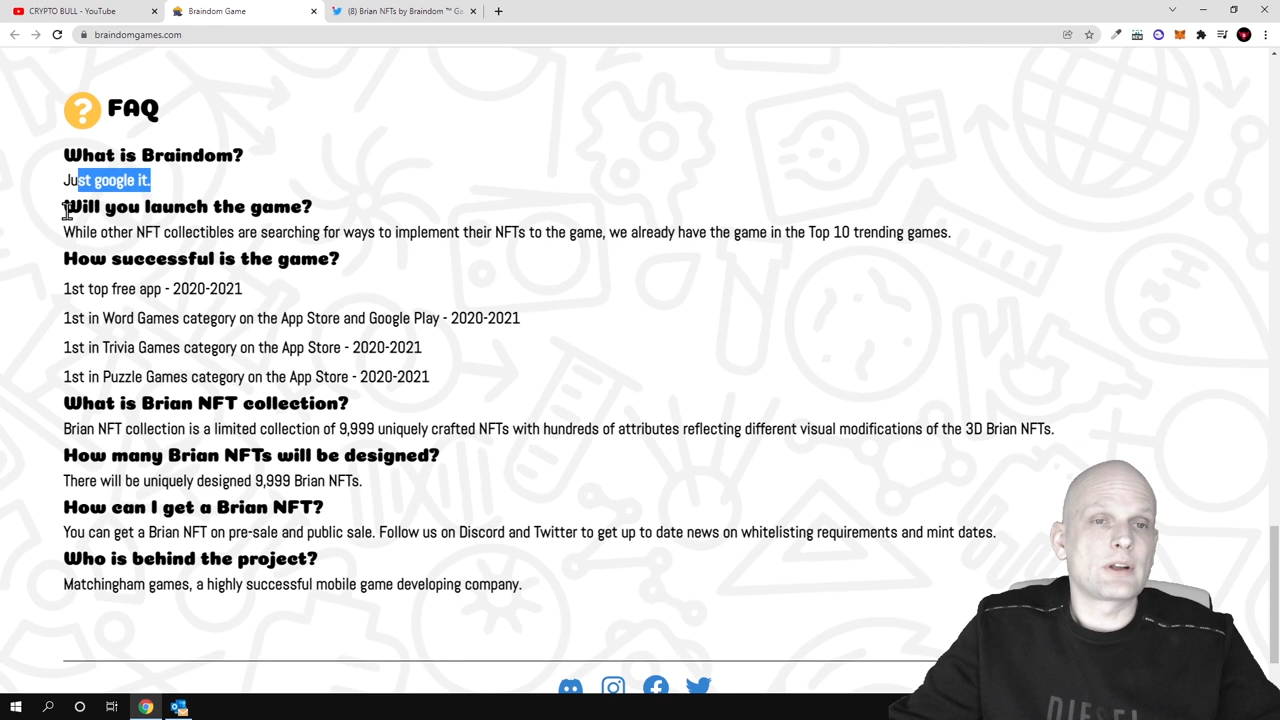 CRYPTO BULL - YouTube
Braindom Game
(8) Brian NFTs by Braindom ™ Ga
braindomgames.com
? FAQ
What is Braindom?
Just google it.
Will you launch the game?
While other NFT collectibles are searching for ways to implement their NFTs to the game, we already have the game in the Top 10 trending games.
How successful is the game?
1st top free app - 2020-2021
1st in Word Games category on the App Store and Google Play - 2020-2021
1st in Trivia Games category on the App Store - 2020-2021
1st in Puzzle Games category on the App Store - 2020-2021
What is Brian NFT collection?
Brian NFT collection is a limited collection of 9,999 uniquely crafted NFTs with hundreds of attributes reflecting different visual modifications of the 3D Brian NFTs.
How many Brian NFTs will be designed?
There will be uniquely designed 9,999 Brian NFTs.
How can I get a Brian NFT?
You can get a Brian NFT on pre-sale and public sale. Follow us on Discord and Twitter to get up to date news on whitelisting requirements and mint dates.
Who is behind the project?
Matchingham games, a highly successful mobile game developing company.
DIESEL